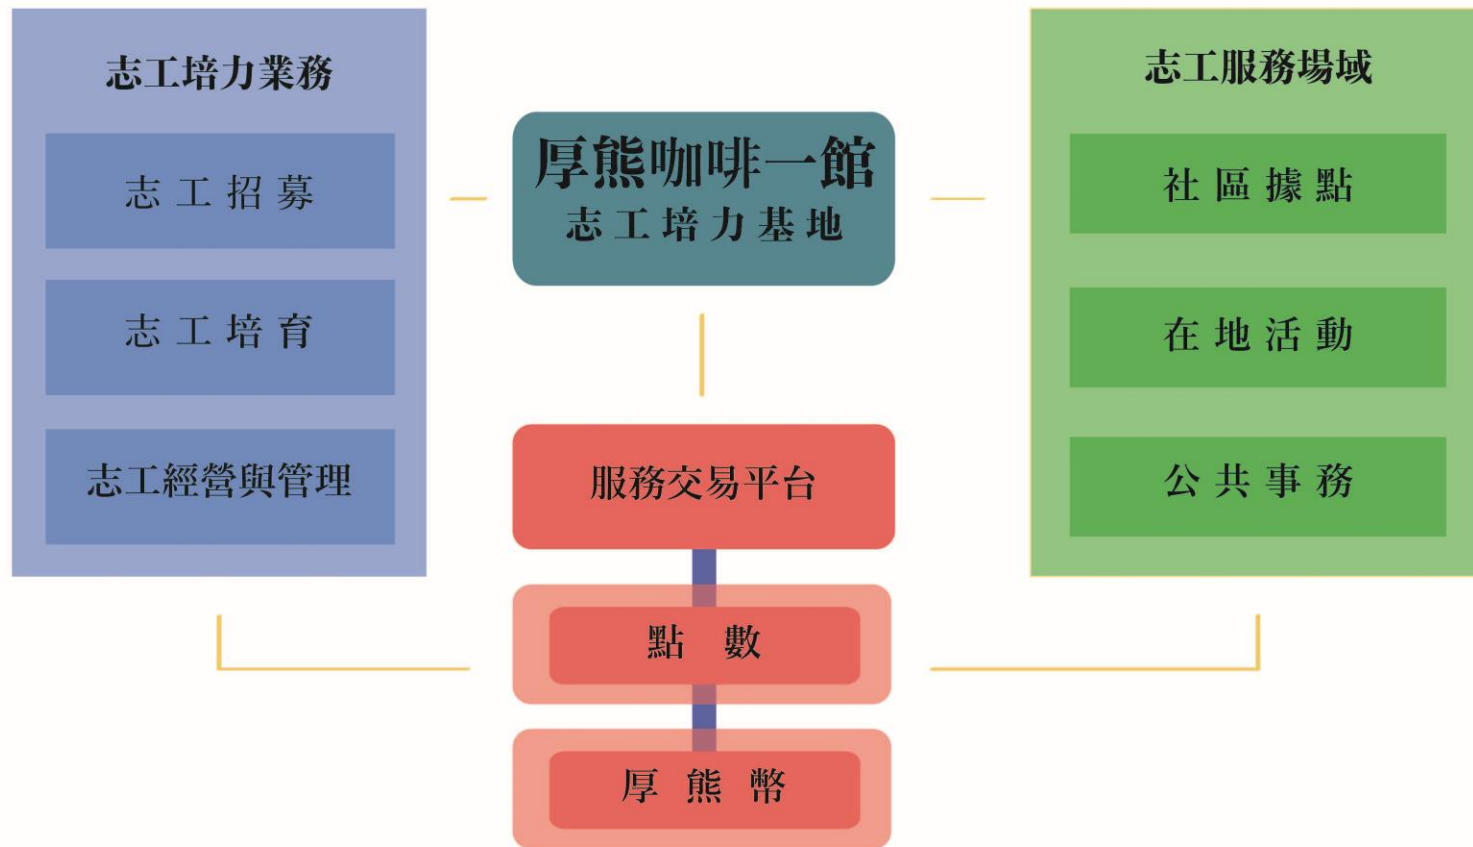 志工培力業務
志工招募
志工培育
志工經營與管理
厚熊咖啡一館
志工培力基地
服務交易平台
點數
厚熊幣
志工服務場域
社區據點
在地活動
公共事務